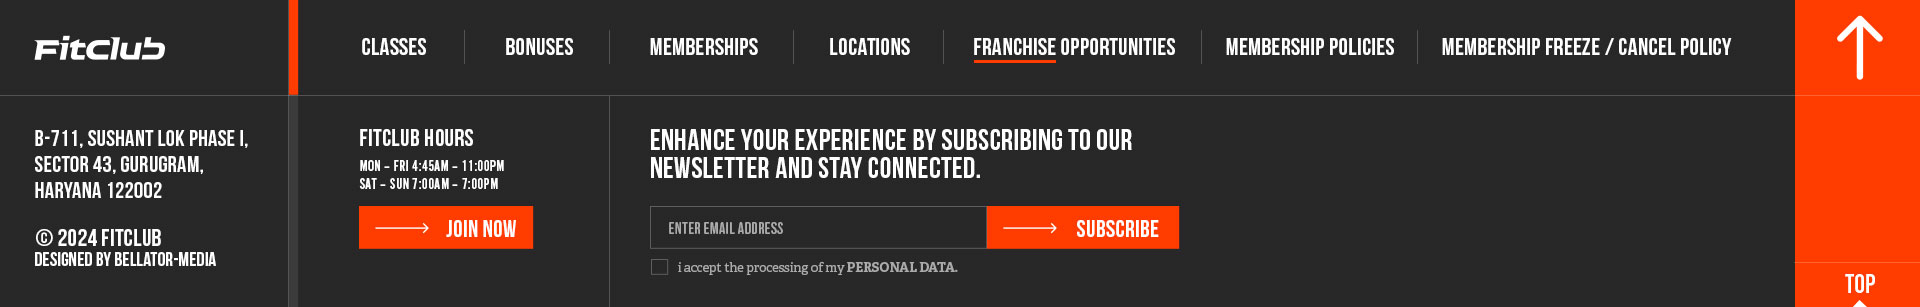 FitClub
CLASSES
BONUSES
MEMBERSHIPS
LOCATIONS
FRANCHISE OPPORTUNITIES
MEMBERSHIP POLICIES
MEMBERSHIP FREEZE / CANCEL POLICY
B-711, SUSHANT LOK PHASE I,
SECTOR 43, GURUGRAM,
HARYANA 122002
© 2024 FITCLUB
DESIGNED BY BELLATOR-MEDIA
FITCLUB HOURS
MON – FRI 4:45AM – 11:00PM
SAT – SUN 7:00AM – 7:00PM
JOIN NOW
ENHANCE YOUR EXPERIENCE BY SUBSCRIBING TO OUR
NEWSLETTER AND STAY CONNECTED.
ENTER EMAIL ADDRESS
SUBSCRIBE
i accept the processing of my PERSONAL DATA.
TOP